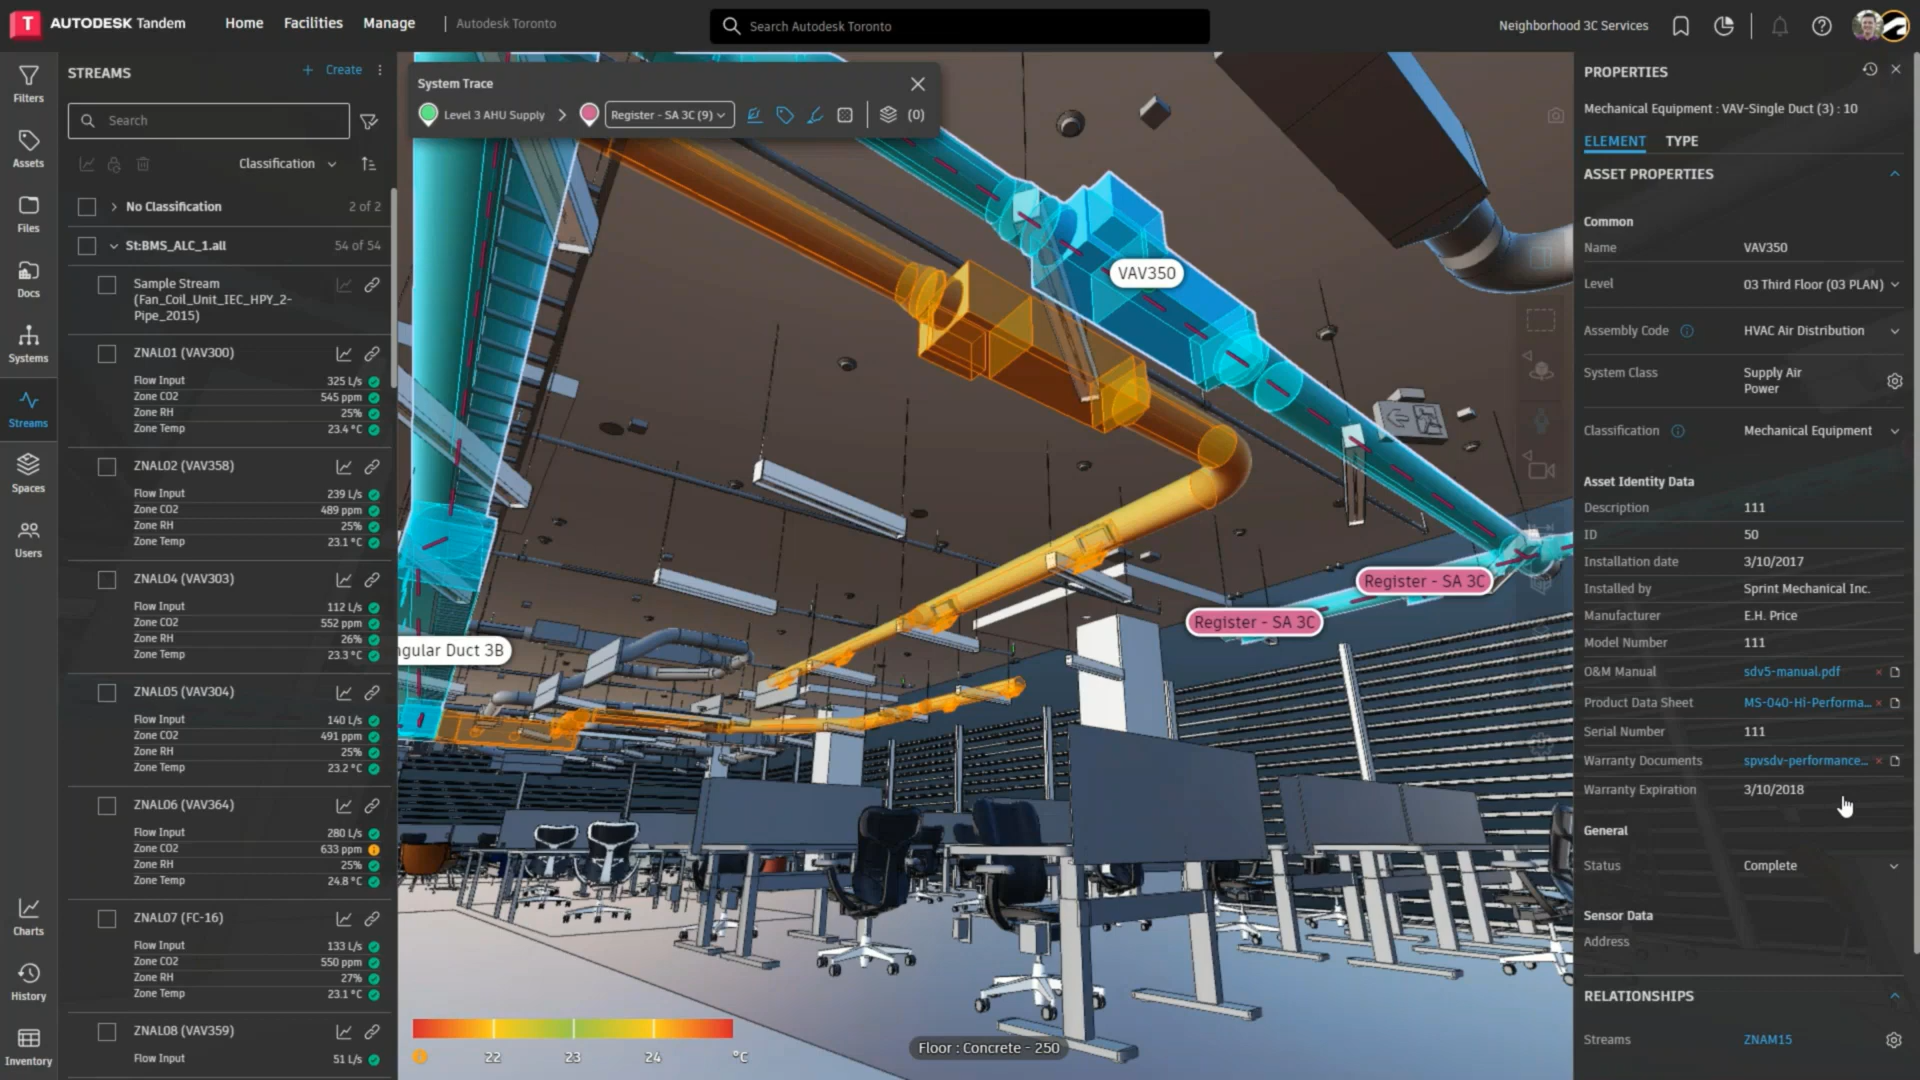 T AUTODESK Tandem
Home
Facilities
Manage
Autodesk Toronto
Search Autodesk Toronto
Neighborhood 3C Services
Filters
Assets
Files
Docs
Systems
Streams
Spaces
Users
Charts
History
Inventory
STREAMS
+ Create
Search
Classification
No Classification 2 of 2
St:BMS_ALC_1.all 54 of 54
Sample Stream
(Fan_Coil_Unit_IEC_HPY_2-
Pipe_2015)
ZNAL01 (VAV300)
Flow Input 325 L/s
Zone CO2 545 ppm
Zone RH 25%
Zone Temp 23.4 °C
ZNAL02 (VAV358)
Flow Input 239 L/s
Zone CO2 489 ppm
Zone RH 25%
Zone Temp 23.1 °C
ZNAL04 (VAV303)
Flow Input 112 L/s
Zone CO2 552 ppm
Zone RH 26%
Zone Temp 23.3 °C
ZNAL05 (VAV304)
Flow Input 140 L/s
Zone CO2 491 ppm
Zone RH 25%
Zone Temp 23.2 °C
ZNAL06 (VAV364)
Flow Input 280 L/s
Zone CO2 633 ppm
Zone RH 25%
Zone Temp 24.8 °C
ZNAL07 (FC-16)
Flow Input 133 L/s
Zone CO2 550 ppm
Zone RH 27%
Zone Temp 23.1 °C
ZNAL08 (VAV359)
Flow Input 51 L/s
System Trace
Level 3 AHU Supply > Register - SA 3C (9) (0)
VAV350
Register - SA 3C
Register - SA 3C
ngular Duct 3B
22 23 24 °C
Floor : Concrete - 250
PROPERTIES
Mechanical Equipment : VAV-Single Duct (3) : 10
ELEMENT TYPE
ASSET PROPERTIES
Common
Name VAV350
Level 03 Third Floor (03 PLAN)
Assembly Code HVAC Air Distribution
System Class Supply Air
Power
Classification Mechanical Equipment
Asset Identity Data
Description 111
ID 50
Installation date 3/10/2017
Installed by Sprint Mechanical Inc.
Manufacturer E.H. Price
Model Number 111
O&M Manual sdv5-manual.pdf
Product Data Sheet MS-040-Hi-Performa...
Serial Number 111
Warranty Documents spvsdv-performance...
Warranty Expiration 3/10/2018
General
Status Complete
Sensor Data
Address
RELATIONSHIPS
Streams ZNAM15